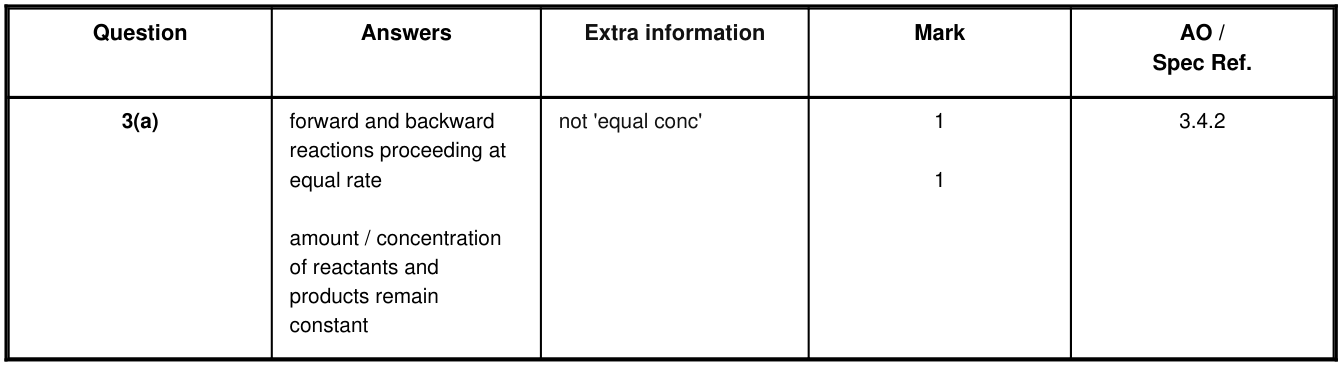 Question Answers Extra information Mark AO /
Spec Ref.
3(a) forward and backward not 'equal conc' 1 3.4.2
reactions proceeding at
equal rate 1
amount / concentration
of reactants and
products remain
constant